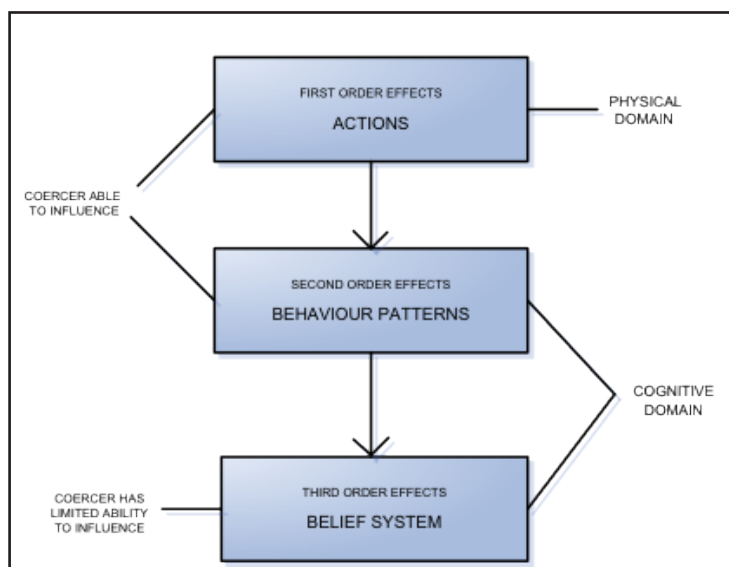 FIRST ORDER EFFECTS
ACTIONS
PHYSICAL
DOMAIN
COERCER ABLE
TO INFLUENCE
SECOND ORDER EFFECTS
BEHAVIOUR PATTERNS
COGNITIVE
DOMAIN
THIRD ORDER EFFECTS
BELIEF SYSTEM
COERCER HAS
LIMITED ABILITY
TO INFLUENCE